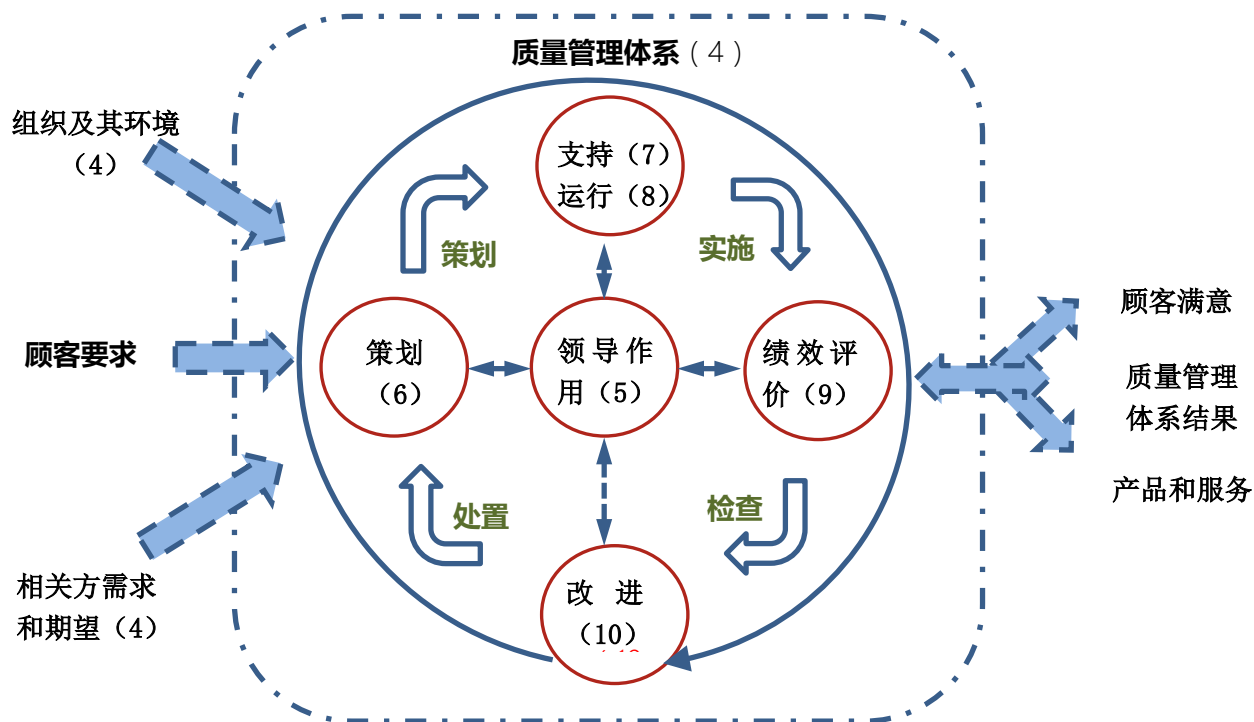 质量管理体系（4）
组织及其环境
（4）
支持（7）
运行（8）
策划
实施
顾客要求
策划
（6）
领导作
用（5）
绩效评
价（9）
顾客满意
质量管理
体系结果
产品和服务
处置
检查
相关方需求
和期望（4）
改 进
（10）